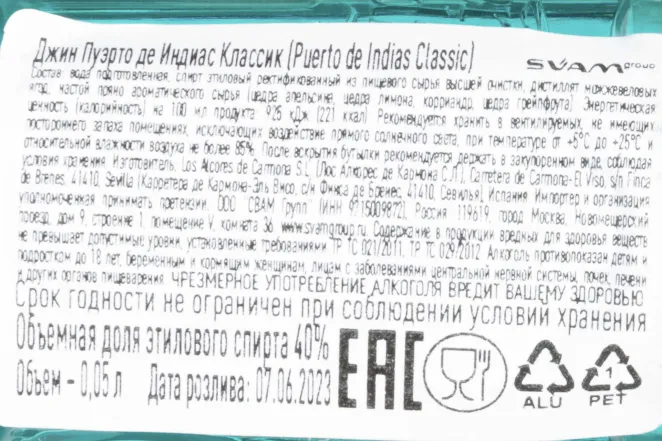 Джин Пуэрто де Индиас Классик (Puerto de Indias Classic)
SVAM group
Состав: вода подготовленная, спирт этиловый ректификованный из пищевого сырья высшей очистки, дистиллят можжевеловых
ягод, настой пряно ароматического сырья (цедра апельсина, цедра лимона, корриандр, цедра грейпфрута). Энергетическая
ценность (калорийность) на 100 мл продукта 925 кДж (221 ккал) Рекомендуется хранить в вентилируемых, не имеющих
постороннего запаха помещениях, исключающих воздействие прямого солнечного света, при температуре от +5°С до +25°С и
относительной влажности воздуха не более 85%. После вскрытия бутылки рекомендуется держать в закупоренном виде, соблюдая
условия хранения. Изготовитель: Los Alcores de Carmona S.L. (Лос Алкорес де Кармона С.Л.), Carretera de Carmona-El Viso, s/n Finca
de Brenes, 41410, Sevilla (Карретера де Кармона-Эль Висо, с/н Финса де Бренес, 41410, Севилья), Испания Импортер и организация
уполномоченная принимать претензии: ООО "СВАМ Групп" (ИНН 9715009872), Россия 119619, город Москва, Новомещерский
проезд, дом 9, строение 1, помещение V, комната 36 www.svamgroup.ru. Содержание в продукции вредных для здоровья веществ
не превышает допустимые уровни, установленные требованиями ТР ТС 021/2011, ТР ТС 029/2012 Алкоголь противопоказан детям и
подросткам до 18 лет, беременным и кормящим женщинам, лицам с заболеваниями центральной нервной системы, почек, печени
и других органов пищеварения. ЧРЕЗМЕРНОЕ УПОТРЕБЛЕНИЕ АЛКОГОЛЯ ВРЕДИТ ВАШЕМУ ЗДОРОВЬЮ
Срок годности не ограничен при соблюдении условий хранения
Объемная доля этилового спирта 40%
Объем – 0,05 л Дата розлива: 07.06.2023
EAC
ALU
1
PET